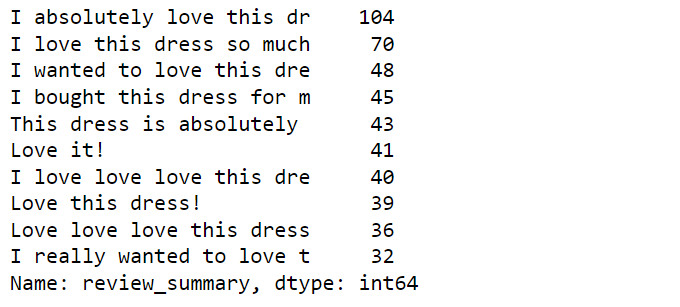 I absolutely love this dr    104
I love this dress so much     70
I wanted to love this dre     48
I bought this dress for m     45
This dress is absolutely      43
Love it!                      41
I love love love this dre     40
Love this dress!              39
Love love love this dress     36
I really wanted to love t     32
Name: review_summary, dtype: int64